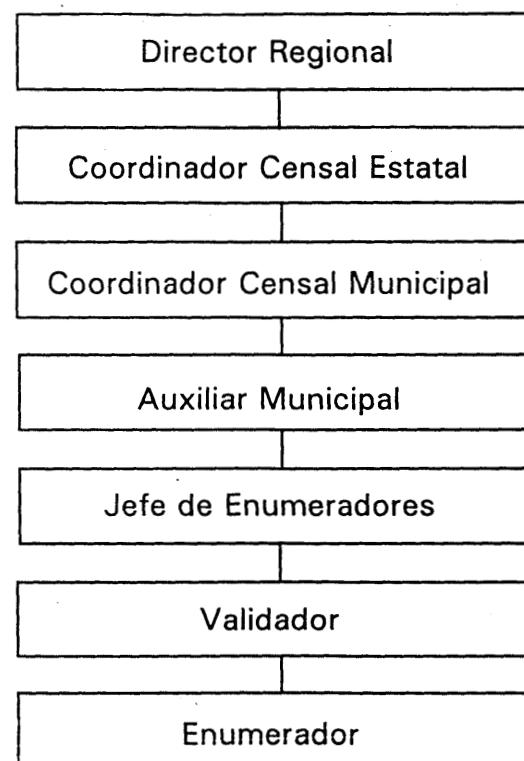 Director Regional
Coordinador Censal Estatal
Coordinador Censal Municipal
Auxiliar Municipal
Jefe de Enumeradores
Validador
Enumerador